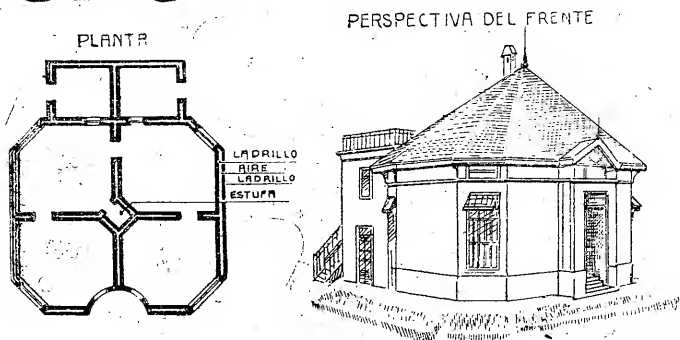 PLANTA
LADRILLO
AIRE
LADRILLO
ESTUFA
PERSPECTIVA DEL FRENTE